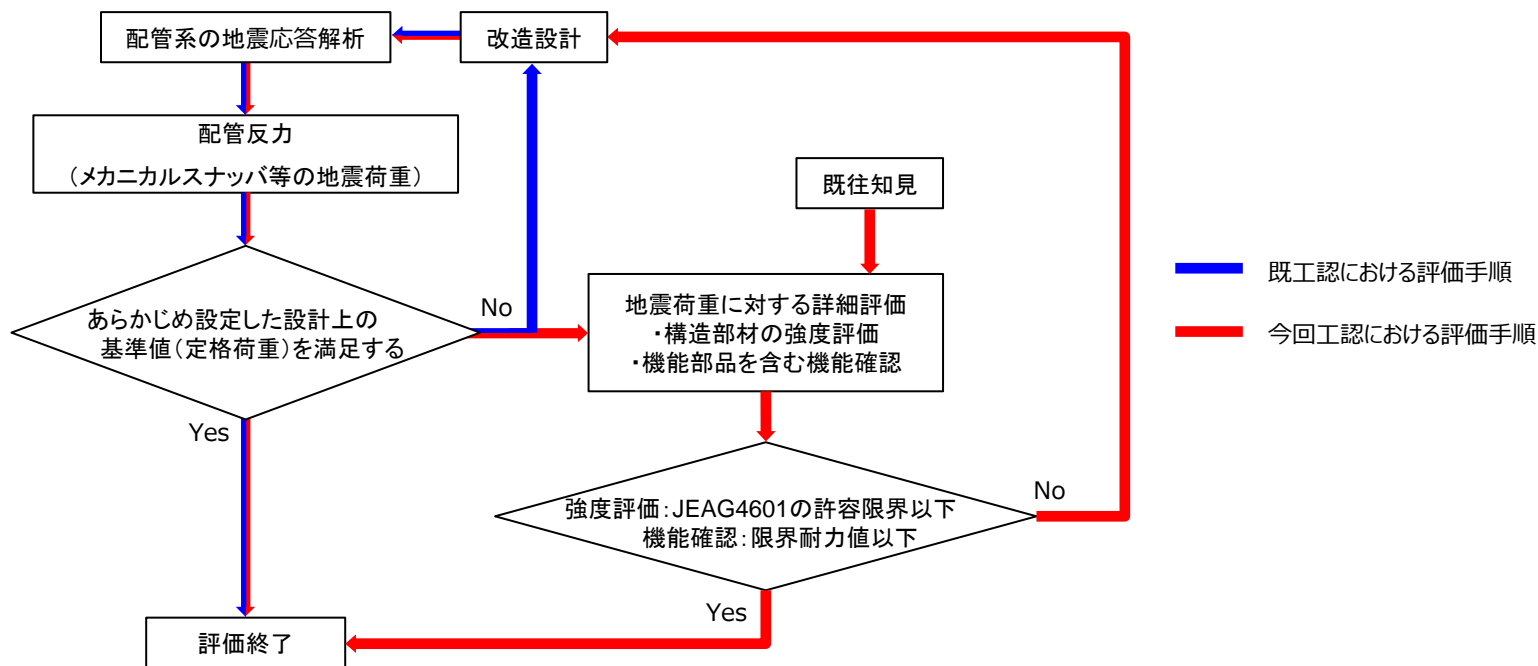 配管系の地震応答解析
改造設計
配管反力
（メカニカルスナッバ等の地震荷重）
既往知見
あらかじめ設定した設計上の
基準値（定格荷重）を満足する
No
地震荷重に対する詳細評価
・構造部材の強度評価
・機能部品を含む機能確認
既工認における評価手順
今回工認における評価手順
Yes
強度評価：JEAG4601の許容限界以下
機能確認：限界耐力値以下
No
Yes
評価終了